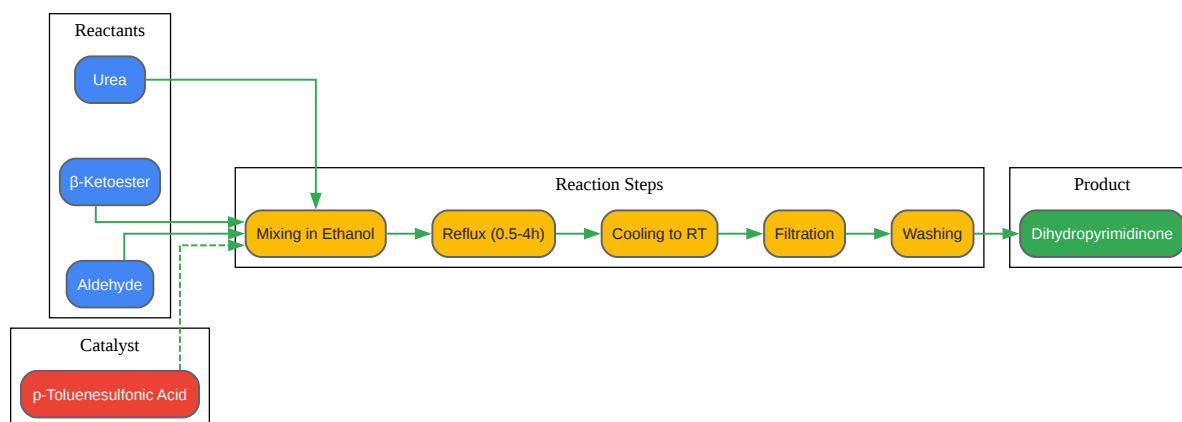 Reactants
Urea
β-Ketoester
Aldehyde
Catalyst
p-Toluenesulfonic Acid
Reaction Steps
Mixing in Ethanol
Reflux (0.5-4h)
Cooling to RT
Filtration
Washing
Product
Dihydropyrimidinone